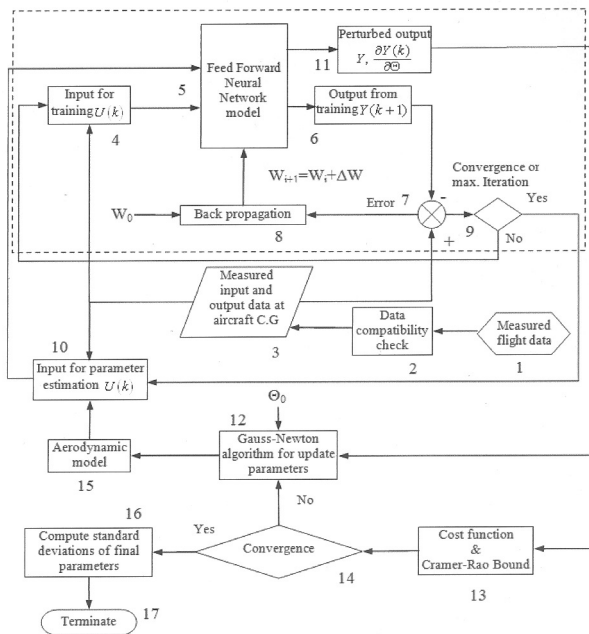 Perturbed output
Y, ∂Y(k)/∂Θ
11
Feed Forward
Neural
Network
model
5
Input for
training U(k)
4
Output from
training Y(k+1)
6
W_{i+1}=W_i+ΔW
Convergence or
max. Iteration
-
Yes
W_0
Back propagation
8
Error
7
9
+
No
Measured
input and
output data at
aircraft C.G
3
Data
compatibility
check
2
Measured
flight data
1
10
Input for parameter
estimation U(k)
Θ_0
12
Gauss-Newton
algorithm for update
parameters
Aerodynamic
model
15
No
16
Compute standard
deviations of final
parameters
Yes
Convergence
14
Cost function
&
Cramer-Rao Bound
13
17
Terminate